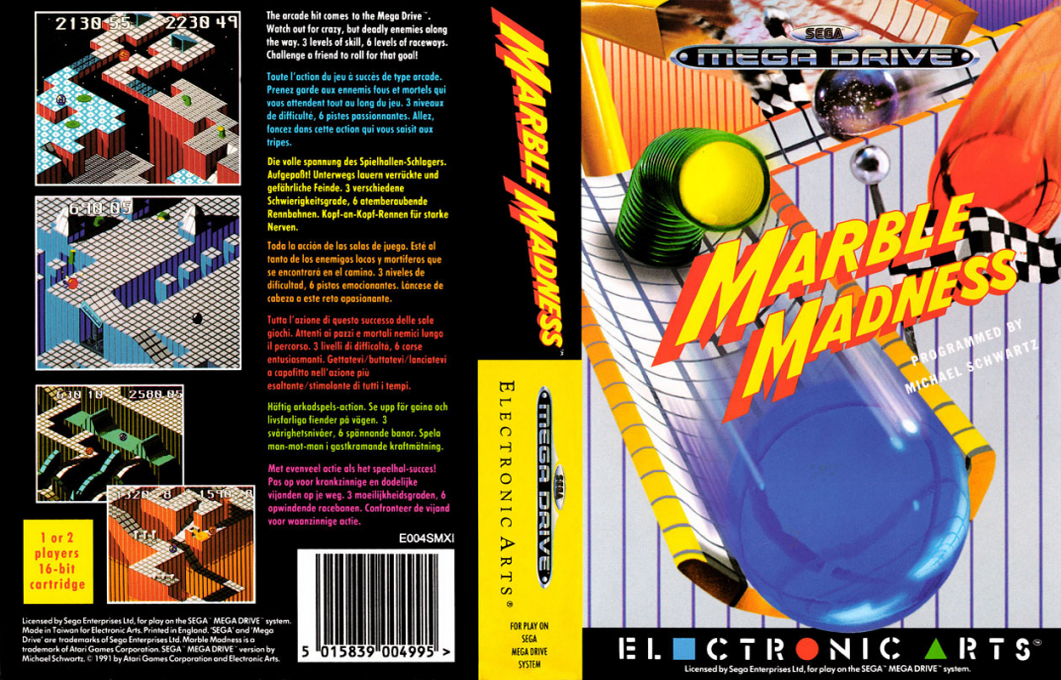 2130 55 2230 49
The arcade hit comes to the Mega Drive™.
Watch out for crazy, but deadly enemies along
the way. 3 levels of skill, 6 levels of raceways.
Challenge a friend to roll for that goal!
Toute l'action du jeu à succès de type arcade.
Prenez garde aux ennemis fous et mortels qui
vous attendent tout au long du jeu. 3 niveaux
de difficulté, 6 pistes passionnantes. Allez,
foncez dans cette action qui vous saisit aux
tripes.
Die volle spannung des Spielhallen-Schlagers.
Aufgepaßt! Unterwegs lauern verrückte und
gefährliche Feinde. 3 verschiedene
Schwierigkeitsgrade, 6 atemberaubende
Rennbahnen. Kopf-an-Kopf-Rennen für starke
Nerven.
Toda la acción de las salas de juego. Esté al
tanto de los enemigos locos y mortíferos que
se encontrará en el camino. 3 niveles de
dificultad, 6 pistas emocionantes. Láncese de
cabeza a este reto apasionante.
Tutta l'azione di questo successo delle sale
giochi. Attenti ai pazzi e mortali nemici lungo
il percorso. 3 livelli di difficoltà, 6 corse
entusiasmanti. Gettatevi/buttatevi/lanciatevi
a capofitto nell'azione più
esaltante/stimolante di tutti i tempi.
Häftig arkadspels-action. Se upp för galna och
livsfarliga fiender på vägen. 3
svårighetsnivåer, 6 spännande banor. Spela
man-mot-man i gastkramande kraftmätning.
Met evenveel actie als het speelhal-succes!
Pas op voor krankzinnige en dodelijke
vijanden op je weg. 3 moeilijkheidsgraden, 6
opwindende racebanen. Confronteer de vijand
voor waanzinnige actie.
E004SMXI
1 or 2
players
16-bit
cartridge
Licensed by Sega Enterprises Ltd, for play on the SEGA™ MEGA DRIVE™ system.
Made in Taiwan for Electronic Arts. Printed in England. 'SEGA' and 'Mega
Drive' are trademarks of Sega Enterprises Ltd. Marble Madness is a
trademark of Atari Games Corporation. SEGA™ MEGA DRIVE™ version by
Michael Schwartz, © 1991 by Atari Games Corporation and Electronic Arts.
5 015839 004995 >
MARBLE MADNESS™
ELECTRONIC ARTS®
SEGA
MEGA DRIVE
FOR PLAY ON
SEGA
MEGA DRIVE
SYSTEM
SEGA
MEGA DRIVE
MARBLE
MADNESS
PROGRAMMED BY
MICHAEL SCHWARTZ
ELECTRONIC ARTS®
Licensed by Sega Enterprises Ltd, for play on the SEGA™ MEGA DRIVE™ system.